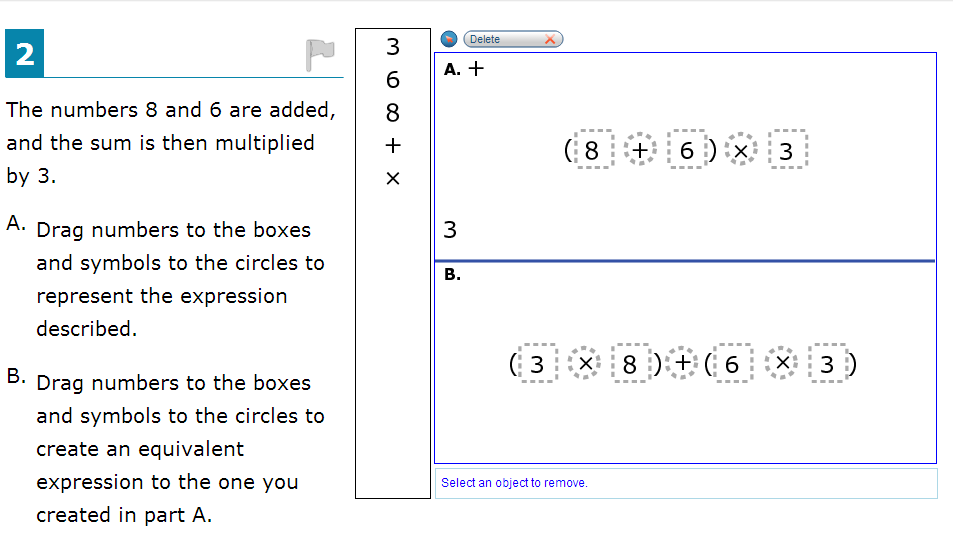 2
The numbers 8 and 6 are added,
and the sum is then multiplied
by 3.
A. Drag numbers to the boxes
and symbols to the circles to
represent the expression
described.
B. Drag numbers to the boxes
and symbols to the circles to
create an equivalent
expression to the one you
created in part A.
3
6
8
+
×
Delete
A. +
(8 + 6) × 3
3
B.
(3 × 8) + (6 × 3)
Select an object to remove.